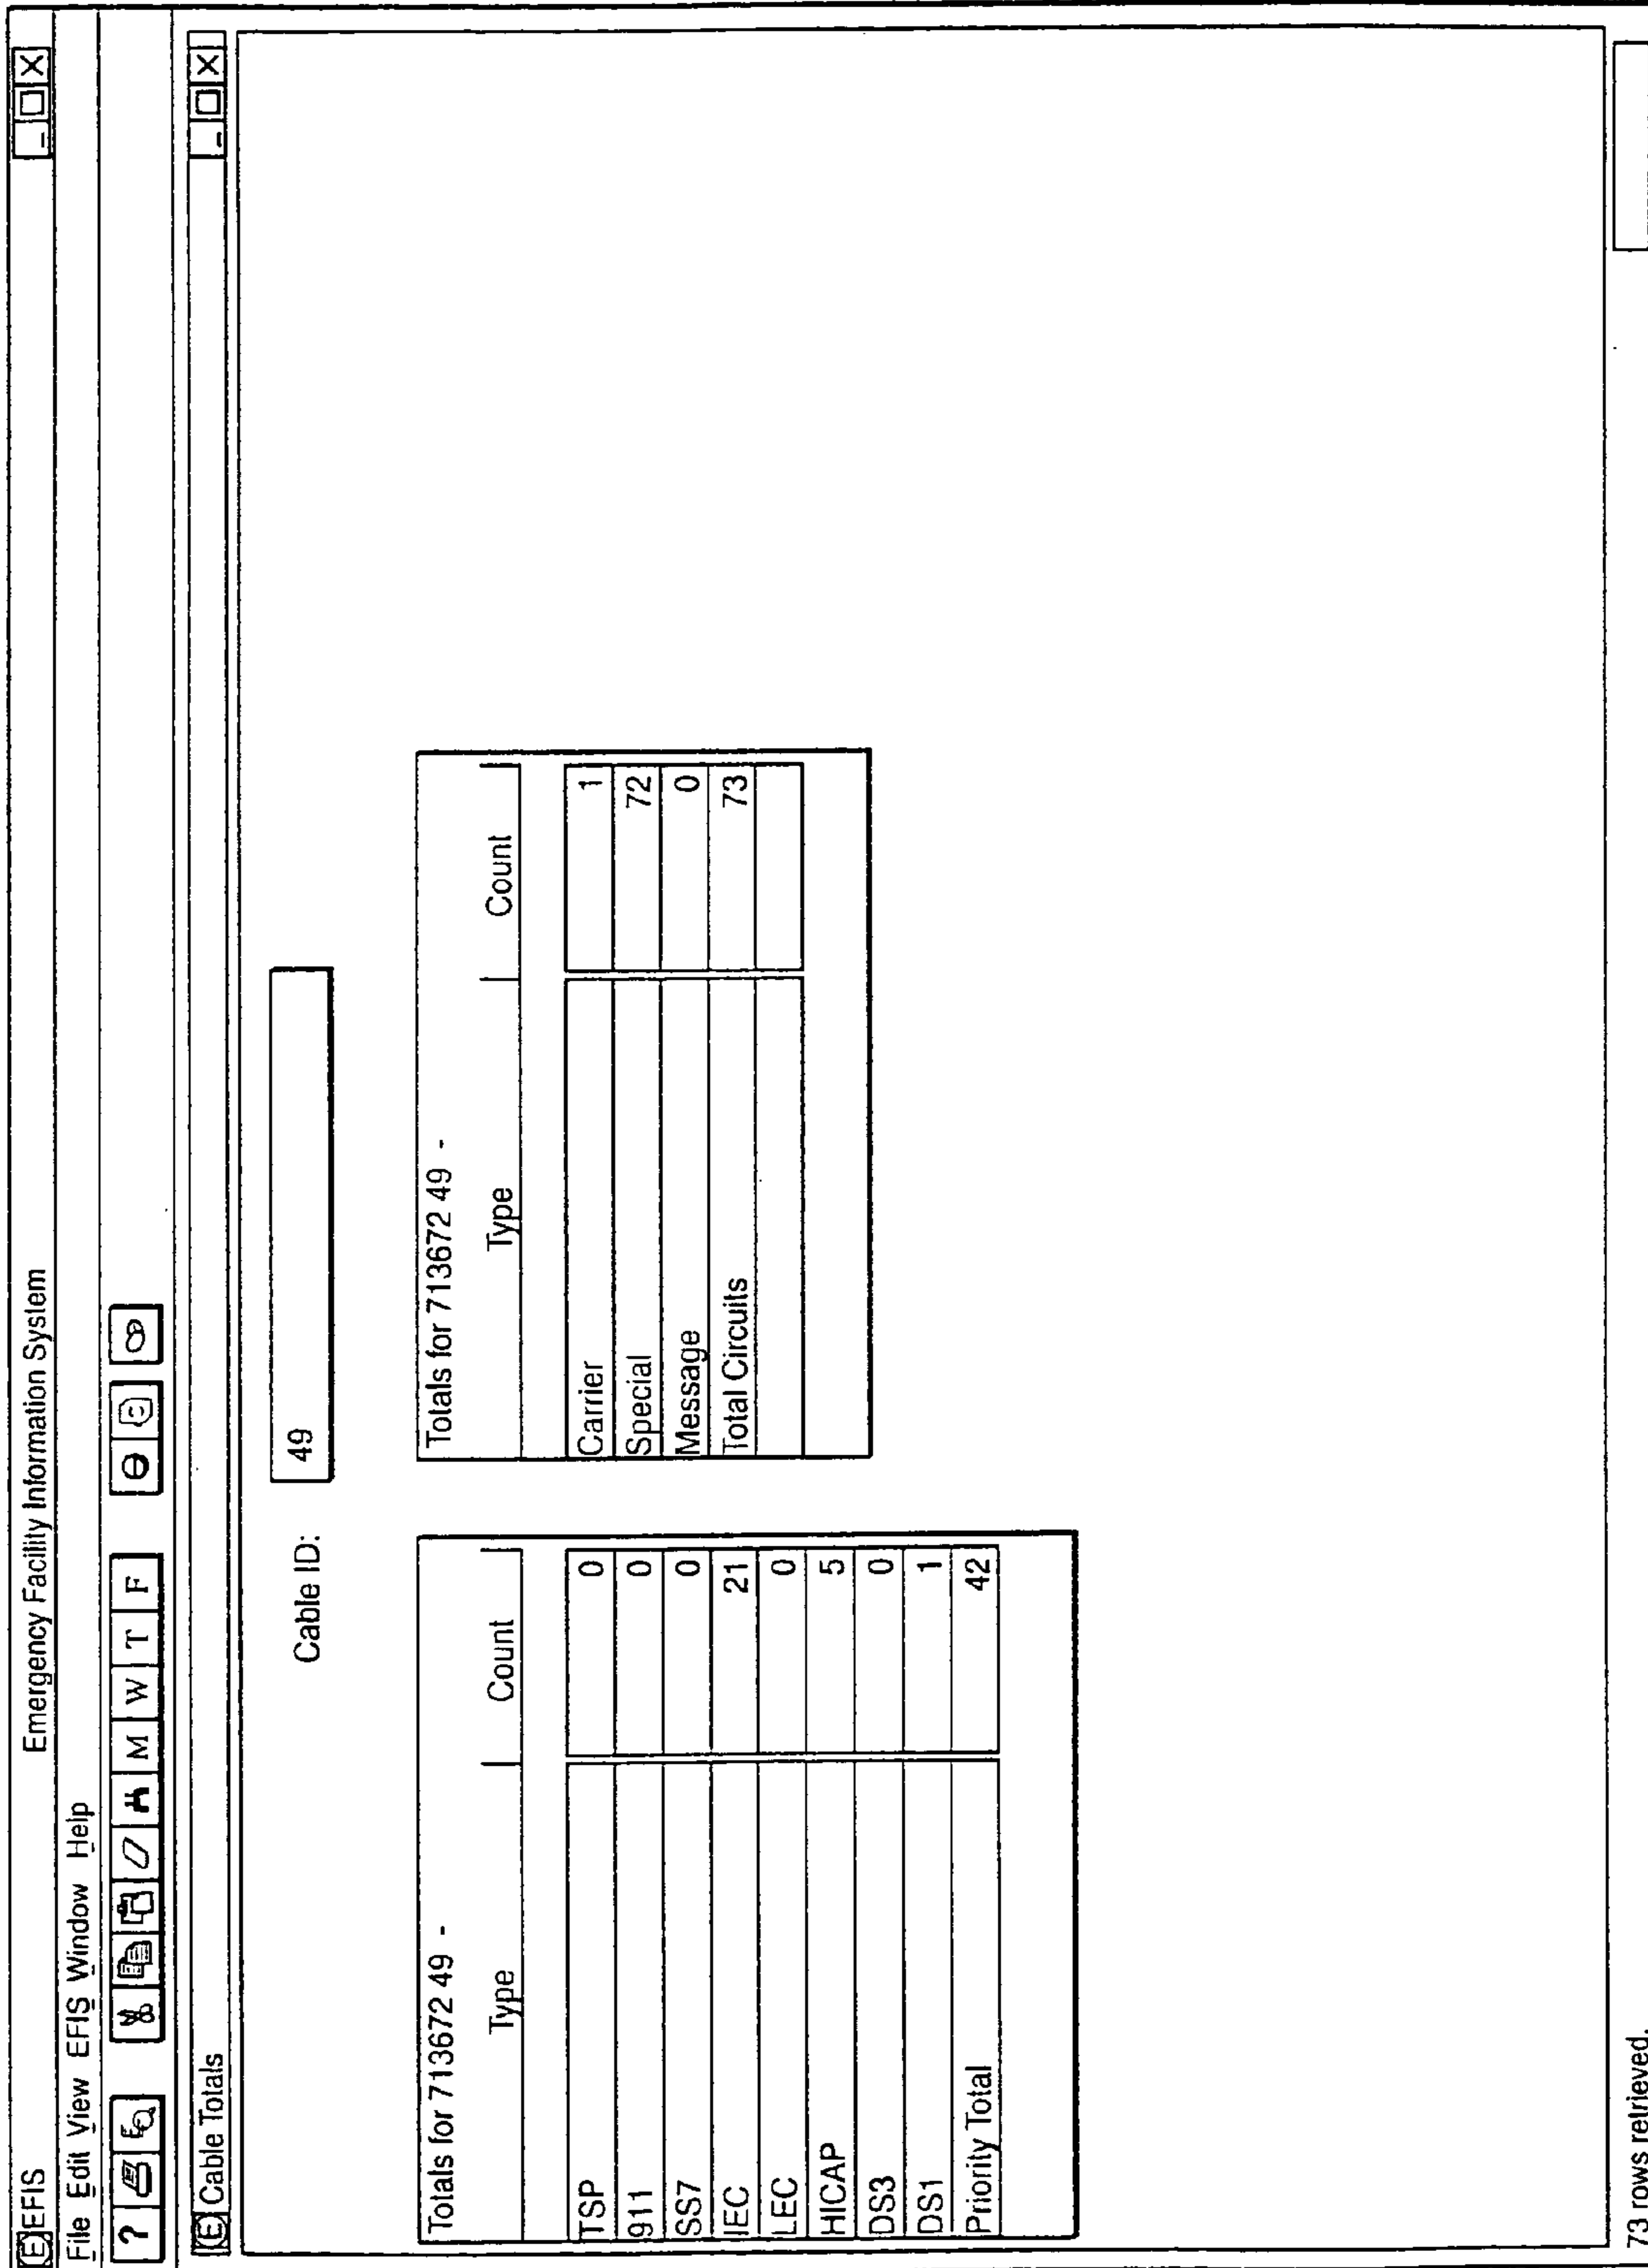 EFIS
Emergency Facility Information System
File Edit View EFIS Window Help
? M W T F
Cable Totals
Cable ID: 49
Totals for 713672 49 -
Type Count
TSP 0
911 0
SS7 0
IEC 21
LEC 0
HICAP 5
DS3 0
DS1 1
Priority Total 42
Totals for 713672 49 -
Type Count
Carrier 1
Special 72
Message 0
Total Circuits 73
73 rows retrieved.